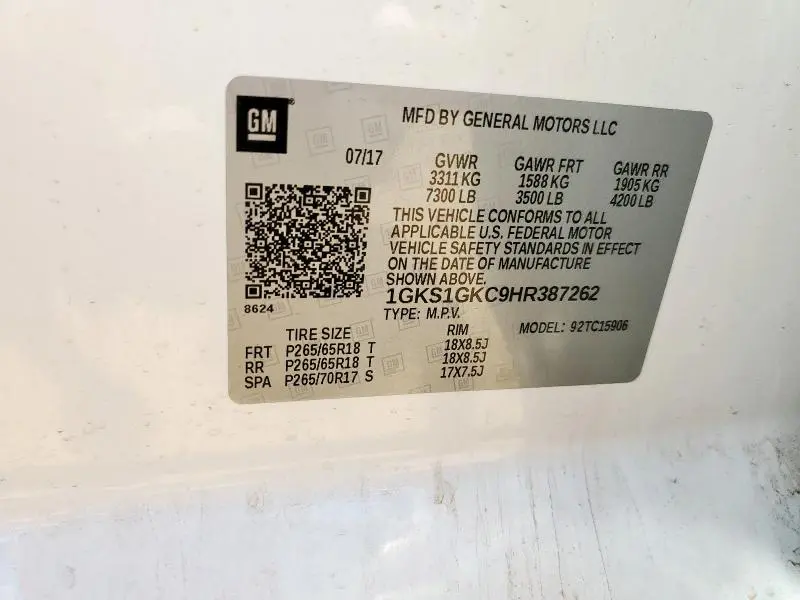 GM
MFD BY GENERAL MOTORS LLC
07/17 GVWR GAWR FRT GAWR RR
3311 KG 1588 KG 1905 KG
7300 LB 3500 LB 4200 LB
THIS VEHICLE CONFORMS TO ALL
APPLICABLE U.S. FEDERAL MOTOR
VEHICLE SAFETY STANDARDS IN EFFECT
ON THE DATE OF MANUFACTURE
SHOWN ABOVE.
1GKS1GKC9HR387262
8624
TYPE: M.P.V. MODEL: 92TC15906
TIRE SIZE RIM
FRT P265/65R18 T 18X8.5J
RR P265/65R18 T 18X8.5J
SPA P265/70R17 S 17X7.5J